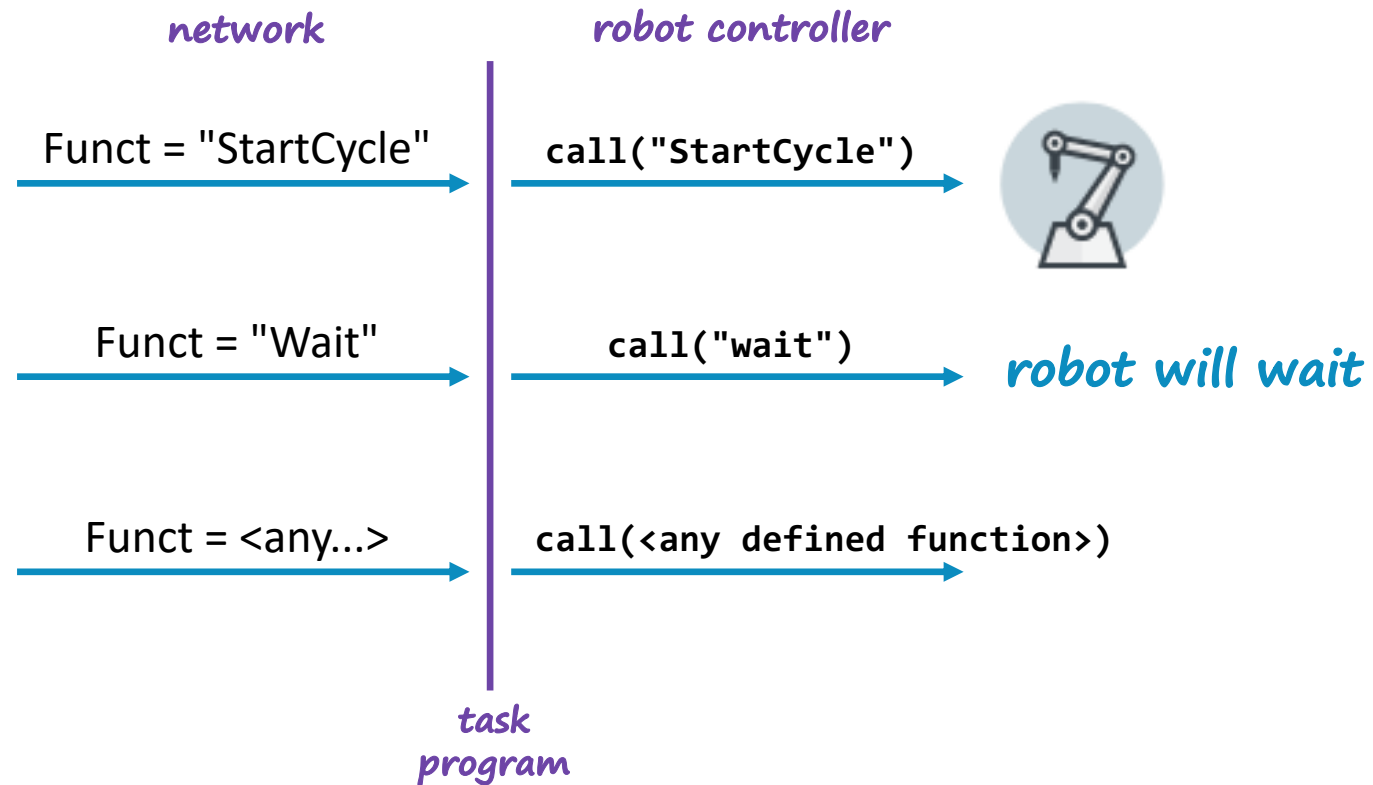 network
robot controller
Funct = "StartCycle"
call("StartCycle")
Funct = "Wait"
call("wait")
robot will wait
Funct = <any...>
call(<any defined function>)
task
program